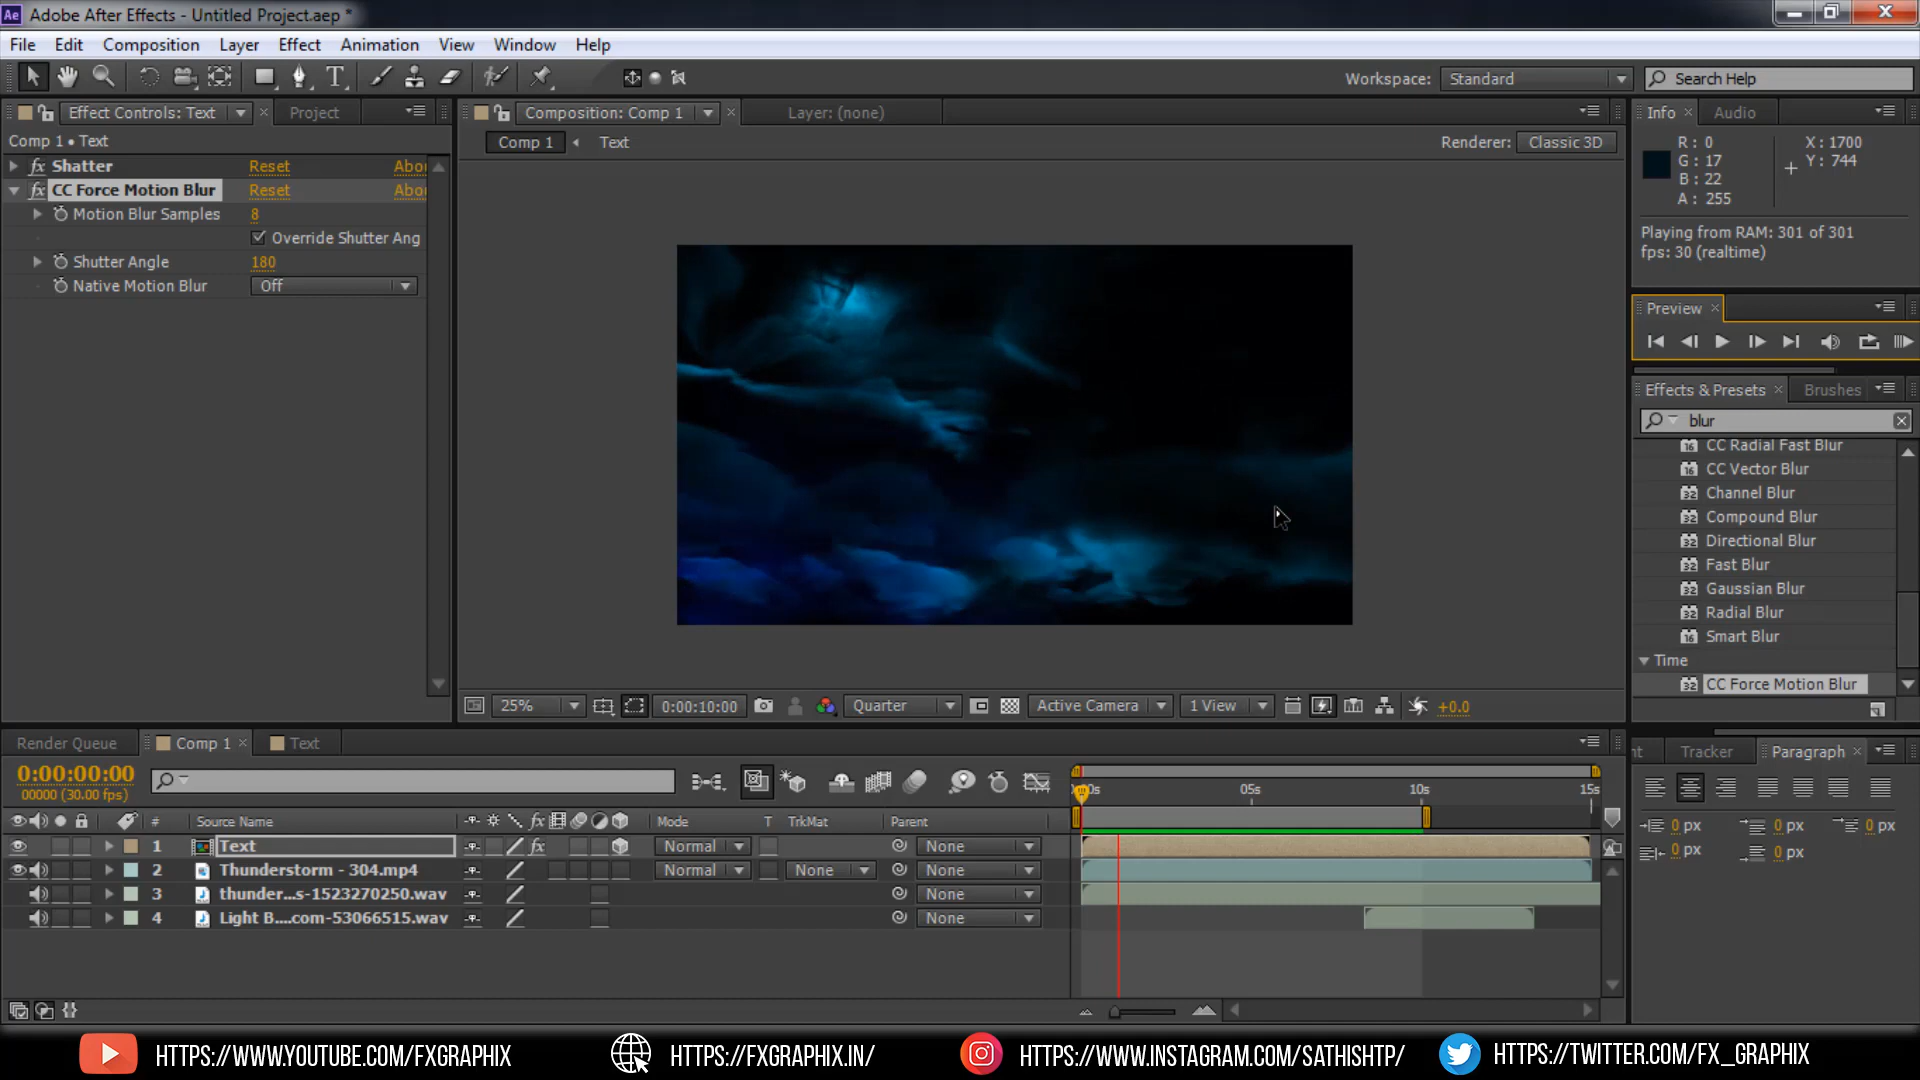 Ae Adobe After Effects - Untitled Project.aep *
File Edit Composition Layer Effect Animation View Window Help
Workspace: Standard Search Help
Effect Controls: Text Project
Composition: Comp 1 Layer: (none)
Info Audio
Comp 1 • Text
Comp 1 Text Renderer: Classic 3D
fx Shatter Reset Abou
fx CC Force Motion Blur Reset Abou
Motion Blur Samples 8
Override Shutter Ang
Shutter Angle 180
Native Motion Blur Off
R: 0 X: 1700
G: 17 Y: 744
B: 22
A: 255
Playing from RAM: 301 of 301
fps: 30 (realtime)
Preview
Effects & Presets Brushes
blur
CC Radial Fast Blur
CC Vector Blur
Channel Blur
Compound Blur
Directional Blur
Fast Blur
Gaussian Blur
Radial Blur
Smart Blur
Time
CC Force Motion Blur
25% 0:00:10:00 Quarter Active Camera 1 View +0.0
Render Queue Comp 1 Text
nt Tracker Paragraph
0:00:00:00
00000 (30.00 fps)
05s 10s 15s
# Source Name fx Mode T TrkMat Parent
1 Text fx Normal None
2 Thunderstorm - 304.mp4 Normal None None
3 thunder...s-1523270250.wav None
4 Light B....com-53066515.wav None
0 px 0 px 0 px
0 px 0 px
HTTPS://WWW.YOUTUBE.COM/FXGRAPHIX HTTPS://FXGRAPHIX.IN/ HTTPS://WWW.INSTAGRAM.COM/SATHISHTP/ HTTPS://TWITTER.COM/FX_GRAPHIX